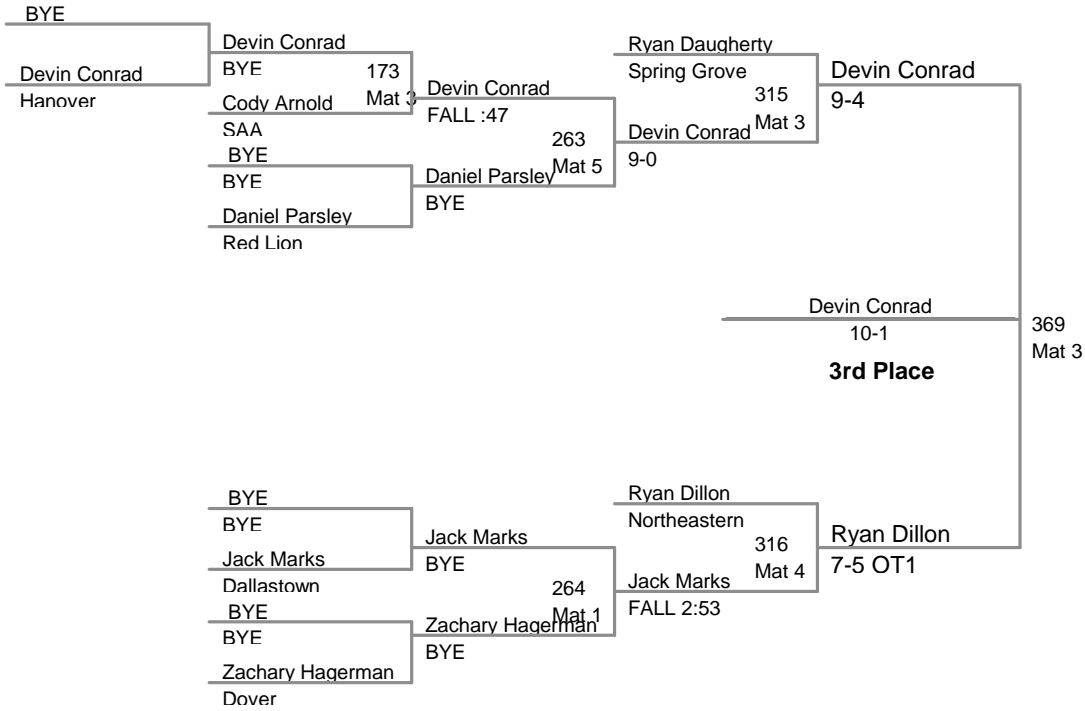 BYE
Devin Conrad
Hanover
Devin Conrad
BYE
173
Mat 3
Cody Arnold
SAA
BYE
BYE
Daniel Parsley
Red Lion
Devin Conrad
FALL :47
263
Mat 5
Daniel Parsley
BYE
Ryan Daugherty
Spring Grove
315
Mat 3
Devin Conrad
9-0
Devin Conrad
9-4
Devin Conrad
10-1
3rd Place
369
Mat 3
BYE
BYE
Jack Marks
Dallastown
BYE
BYE
Zachary Hagerman
Dover
Jack Marks
BYE
264
Mat 1
Zachary Hagerman
BYE
Ryan Dillon
Northeastern
316
Mat 4
Jack Marks
FALL 2:53
Ryan Dillon
7-5 OT1